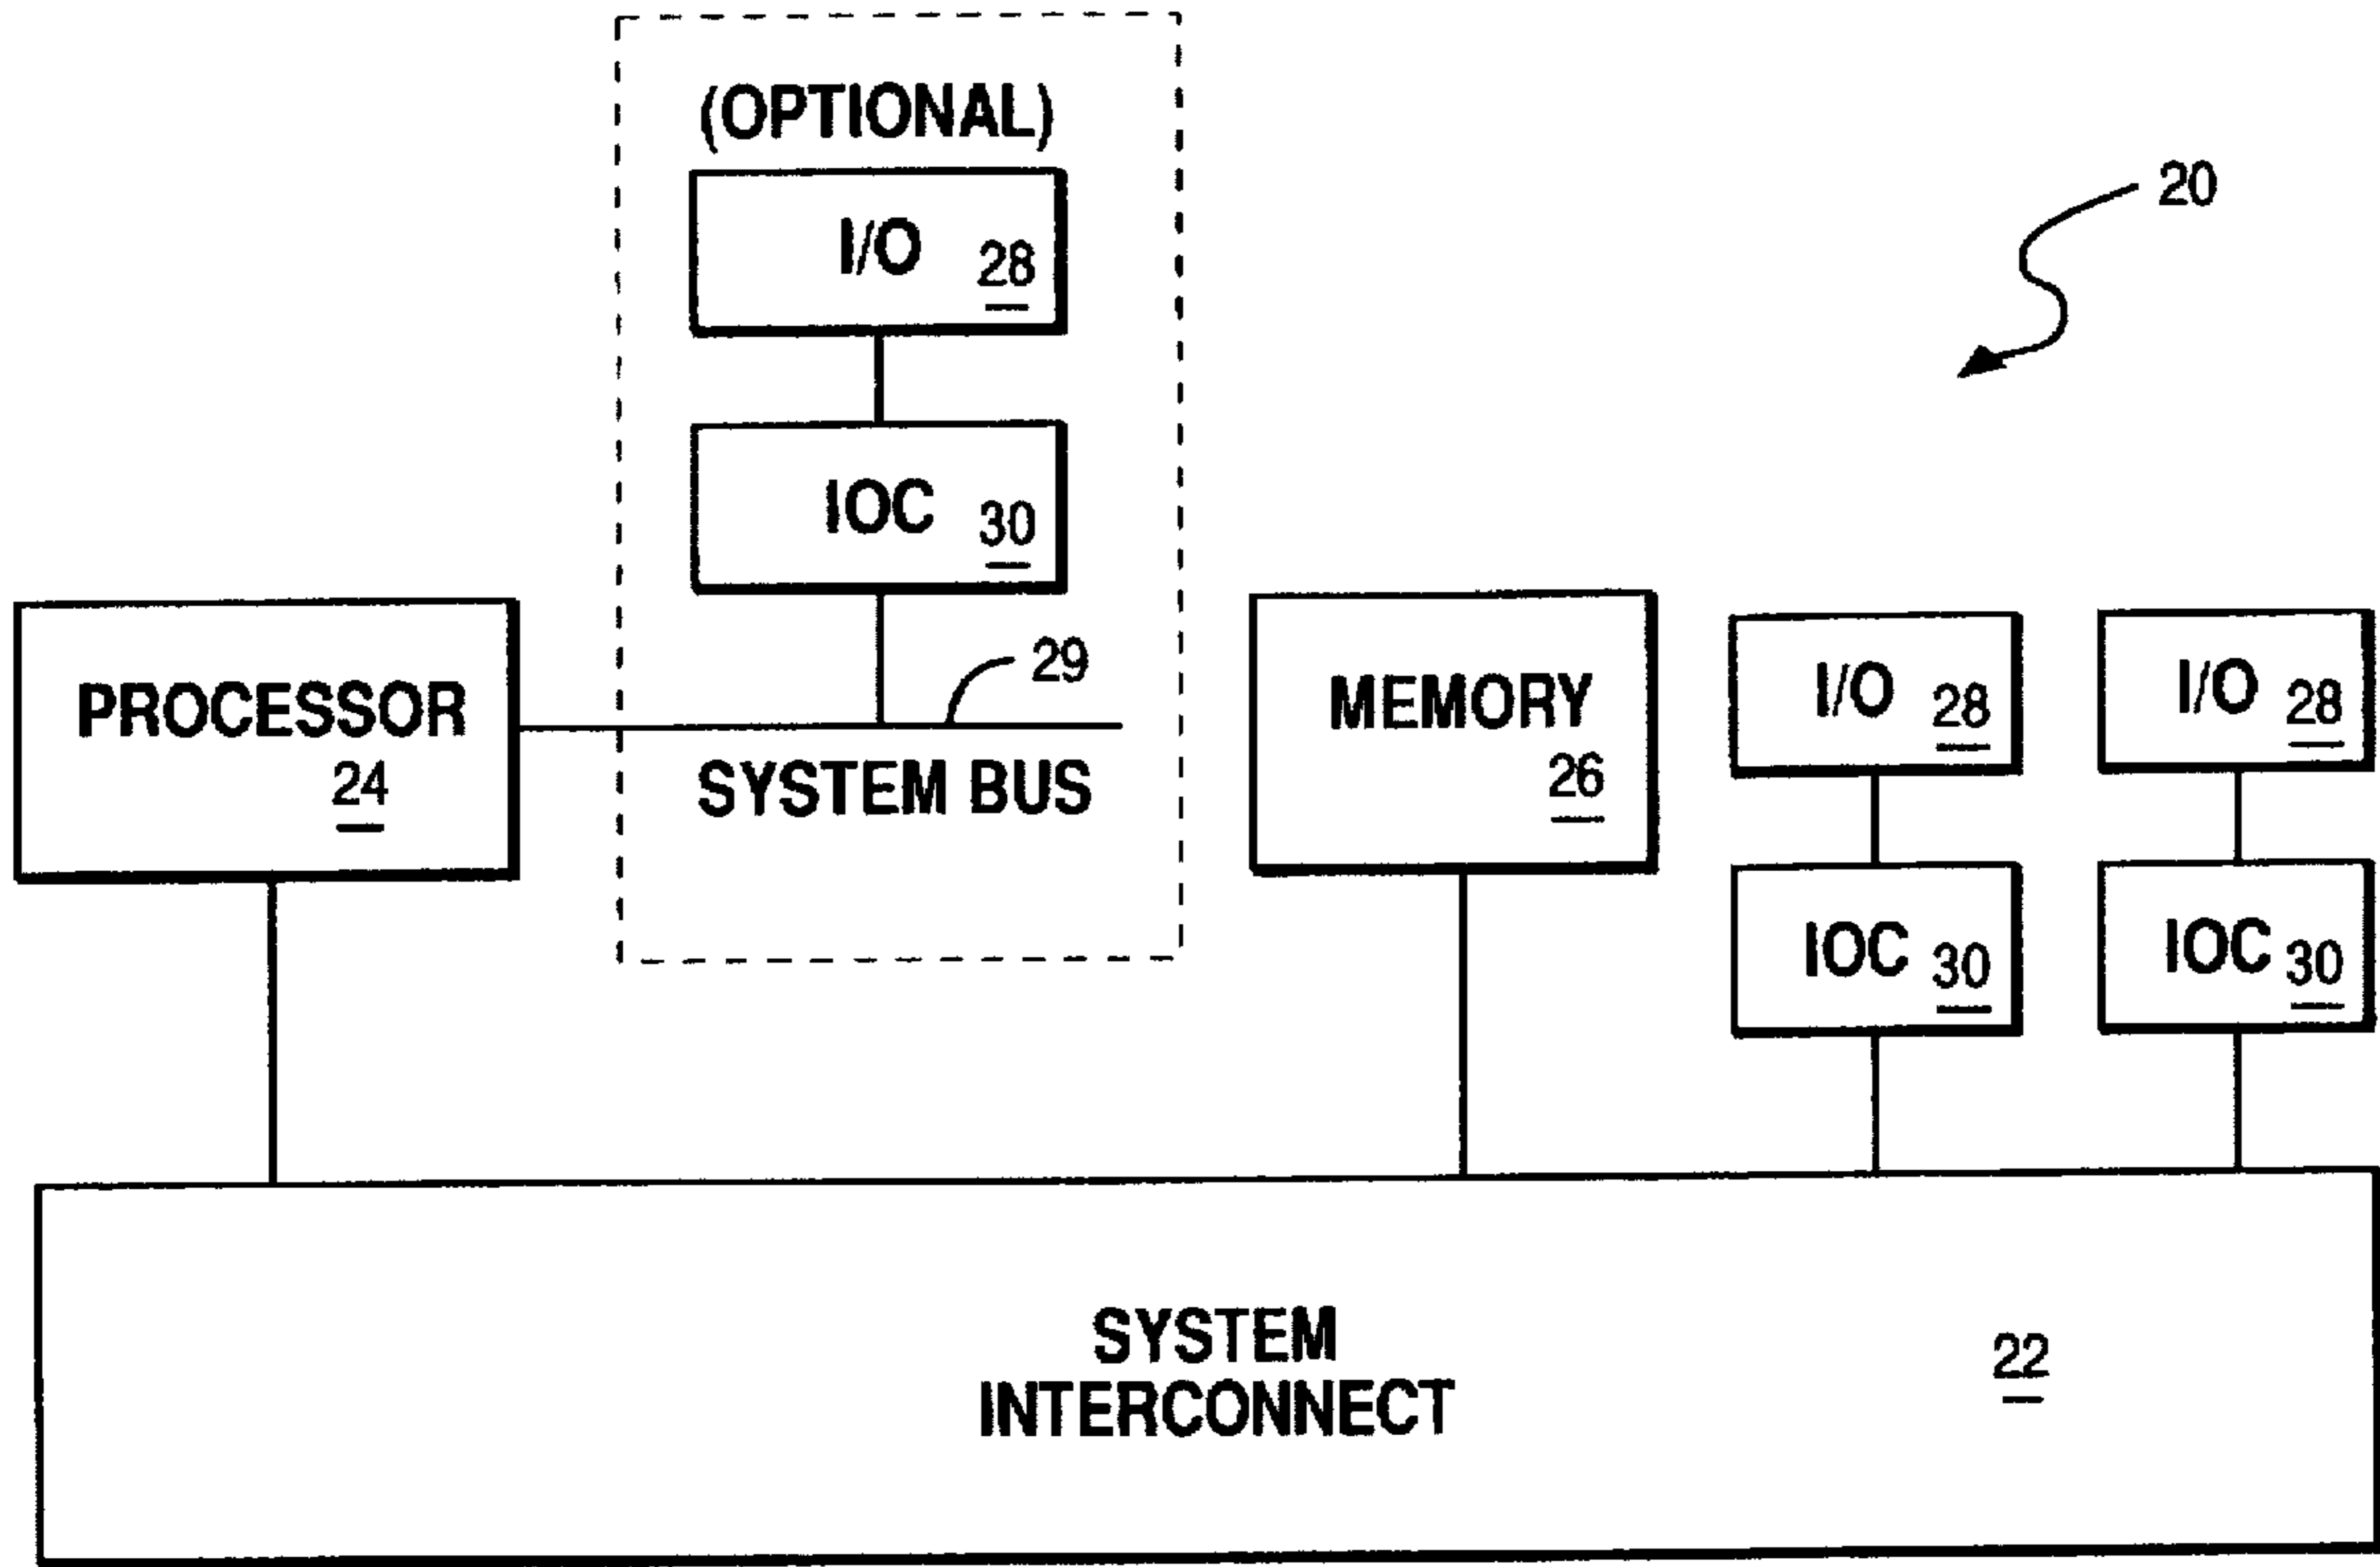 (OPTIONAL)
I/O 28
20
IOC 30
29
PROCESSOR
24
SYSTEM BUS
MEMORY
26
I/O 28
I/O 28
IOC 30
IOC 30
SYSTEM
INTERCONNECT
22